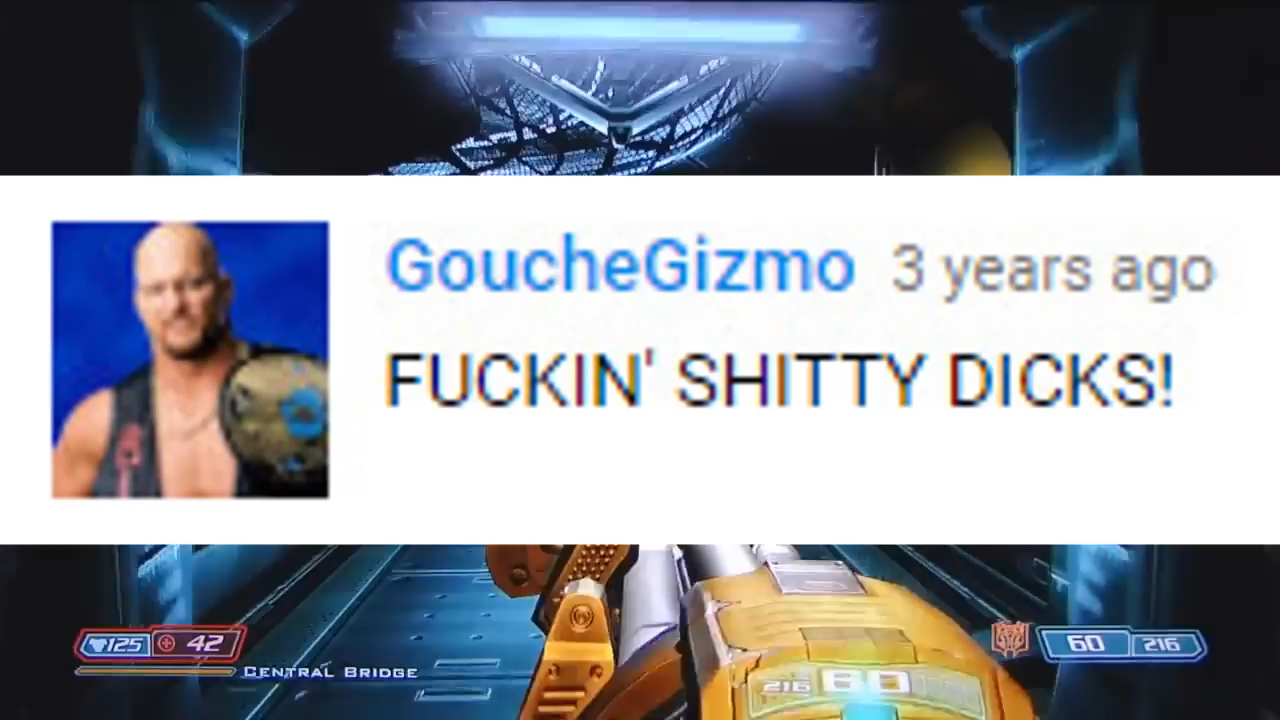 GoucheGizmo 3 years ago
FUCKIN' SHITTY DICKS!
125 42
60 216
CENTRAL BRIDGE
216 60